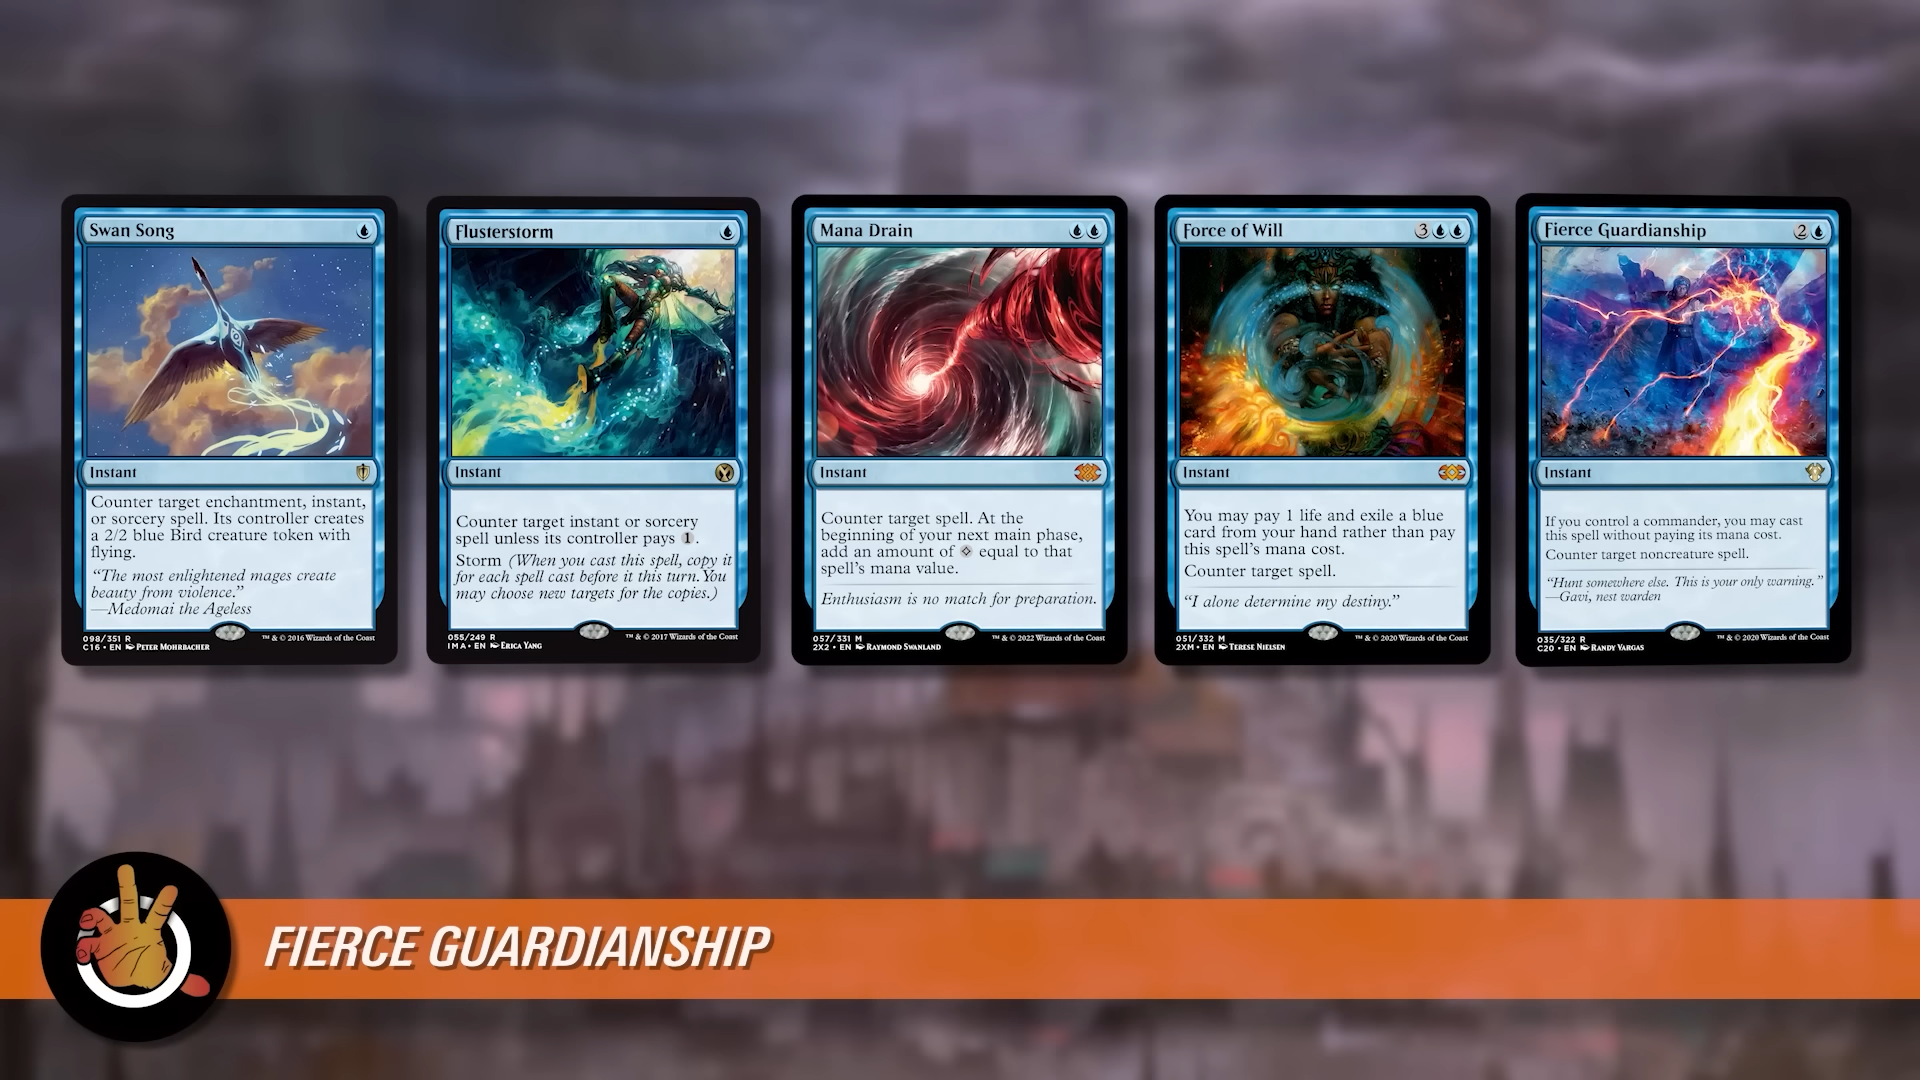 Swan Song
Instant
Counter target enchantment, instant,
or sorcery spell. Its controller creates
a 2/2 blue Bird creature token with
flying.
“The most enlightened mages create
beauty from violence.”
—Medomai the Ageless
098/351 R
C16 • EN PETER MOHRBACHER
™ & © 2016 Wizards of the Coast
Flusterstorm
Instant
Counter target instant or sorcery
spell unless its controller pays 1.
Storm (When you cast this spell, copy it
for each spell cast before it this turn. You
may choose new targets for the copies.)
055/249 R
IMA • EN ERICA YANG
™ & © 2017 Wizards of the Coast
Mana Drain
Instant
Counter target spell. At the
beginning of your next main phase,
add an amount of equal to that
spell’s mana value.
Enthusiasm is no match for preparation.
057/331 M
2X2 • EN RAYMOND SWANLAND
™ & © 2022 Wizards of the Coast
Force of Will 3
Instant
You may pay 1 life and exile a blue
card from your hand rather than pay
this spell’s mana cost.
Counter target spell.
“I alone determine my destiny.”
051/332 M
2XM • EN TERESE NIELSEN
™ & © 2020 Wizards of the Coast
Fierce Guardianship 2
Instant
If you control a commander, you may cast
this spell without paying its mana cost.
Counter target noncreature spell.
“Hunt somewhere else. This is your only warning.”
—Gavi, nest warden
035/322 R
C20 • EN RANDY VARGAS
™ & © 2020 Wizards of the Coast
FIERCE GUARDIANSHIP